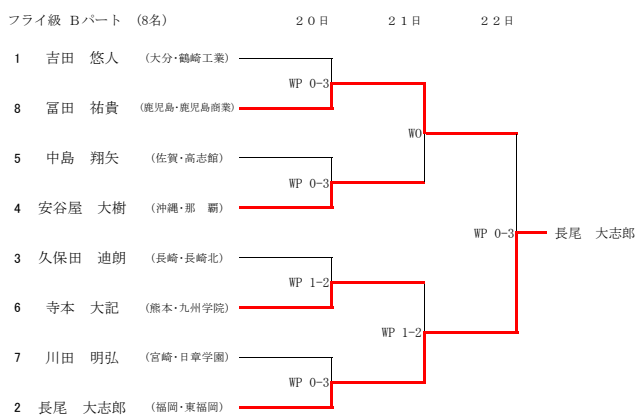 フライ級 Bパート (8名) 20日 21日 22日
1 吉田 悠人 (大分・鶴崎工業)
WP 0-3
8 冨田 祐貴 (鹿児島・鹿児島商業)
WO
5 中島 翔矢 (佐賀・高志館)
WP 0-3
4 安谷屋 大樹 (沖縄・那 覇)
WP 0-3 長尾 大志郎
3 久保田 迪朗 (長崎・長崎北)
WP 1-2
6 寺本 大記 (熊本・九州学院)
WP 1-2
7 川田 明弘 (宮崎・日章学園)
WP 0-3
2 長尾 大志郎 (福岡・東福岡)